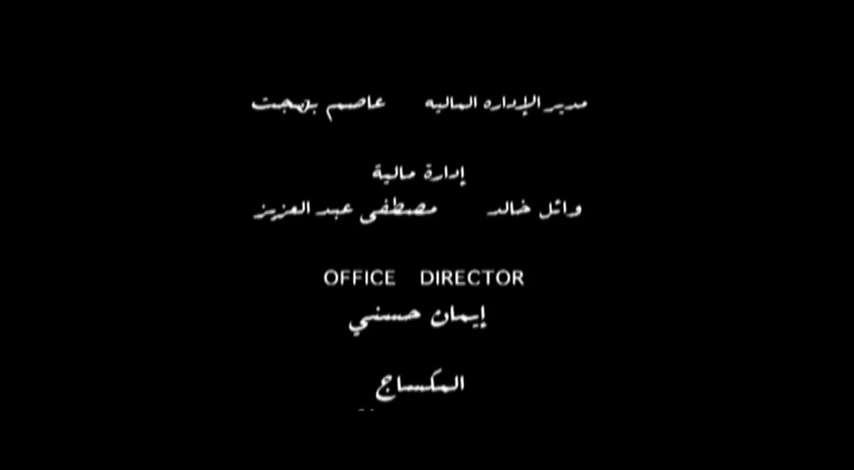 مدير الإداره الماليه عاصم بهجت
إدارة مالية
وائل خالد مصطفى عبد العزيز
OFFICE DIRECTOR
إيمان حسني
المكساج